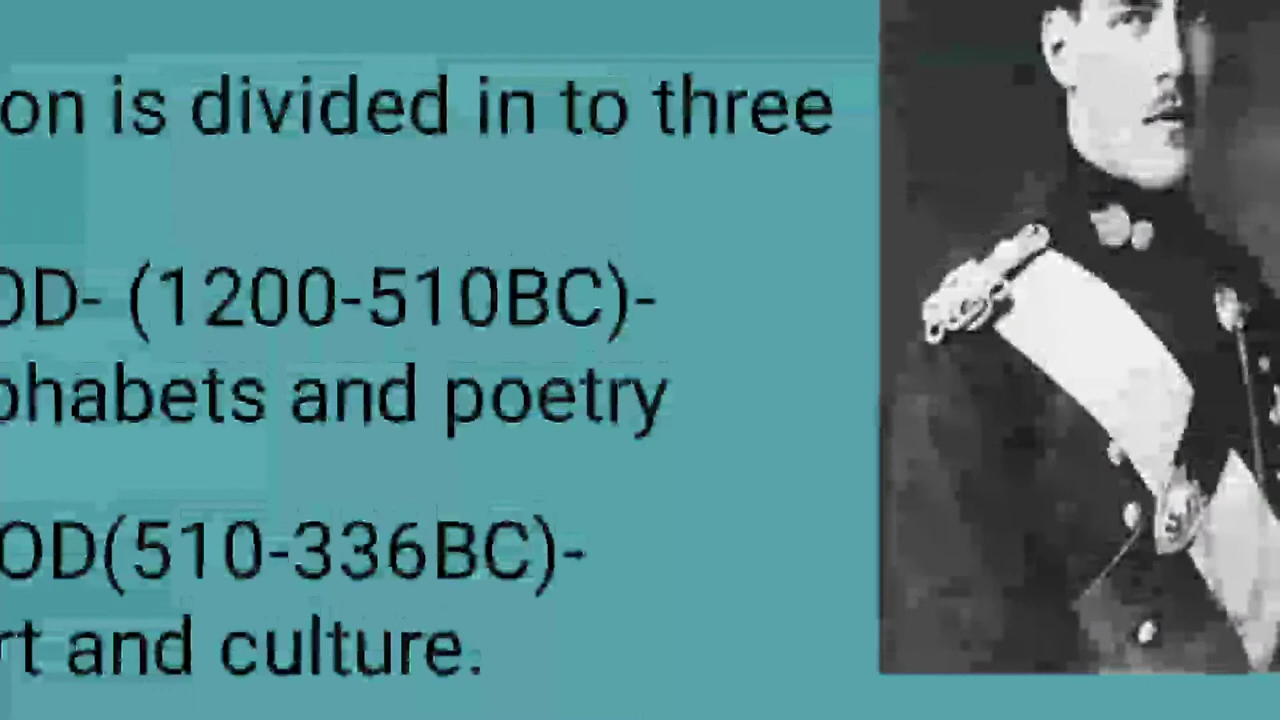 on is divided in to three
OD- (1200-510BC)-
phabets and poetry
OD(510-336BC)-
rt and culture.